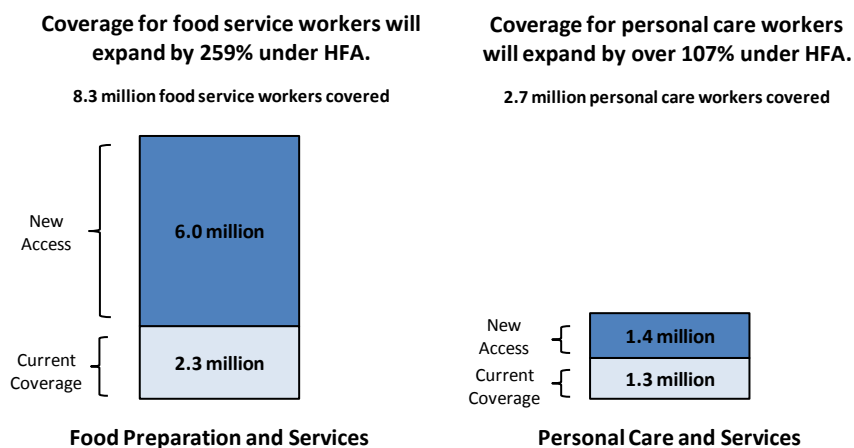 Coverage for food service workers will
expand by 259% under HFA.
8.3 million food service workers covered
New
Access
6.0 million
Current
Coverage
2.3 million
Food Preparation and Services
Coverage for personal care workers
will expand by over 107% under HFA.
2.7 million personal care workers covered
New
Access
1.4 million
Current
Coverage
1.3 million
Personal Care and Services